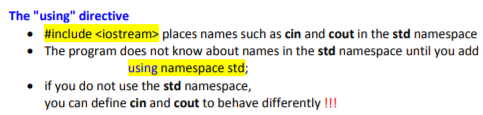 The "using" directive
• #include <iostream> places names such as cin and cout in the std namespace
• The program does not know about names in the std namespace until you add
using namespace std;
• if you do not use the std namespace,
you can define cin and cout to behave differently !!!